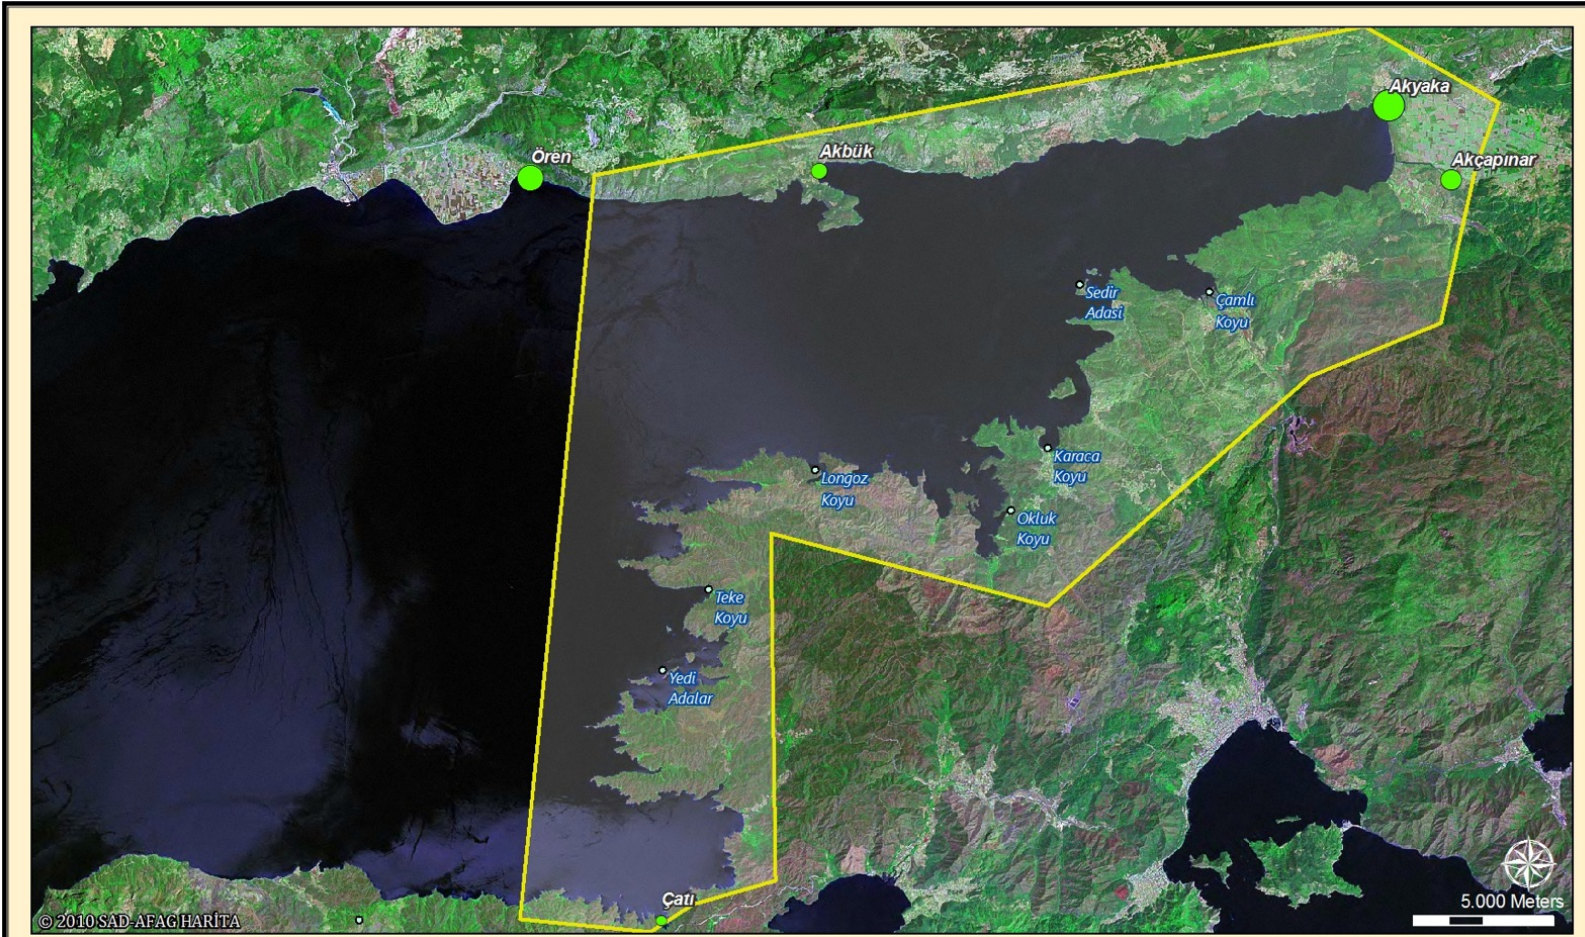 Akyaka
Ören
Akbük
Akçapınar
Sedir
Adasi
Çamlı
Koyu
Karaca
Koyu
Longoz
Koyu
Okluk
Koyu
Teke
Koyu
Yedi
Adalar
Çatı
5.000 Meters
© 2010 SAD-AFAG HARİTA